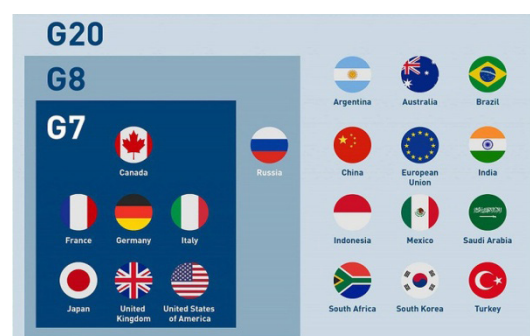 G20
G8
G7
Canada
France
Germany
Italy
Japan
United
Kingdom
United States
of America
Russia
Argentina
Australia
Brazil
China
European
Union
India
Indonesia
Mexico
Saudi Arabia
South Africa
South Korea
Turkey